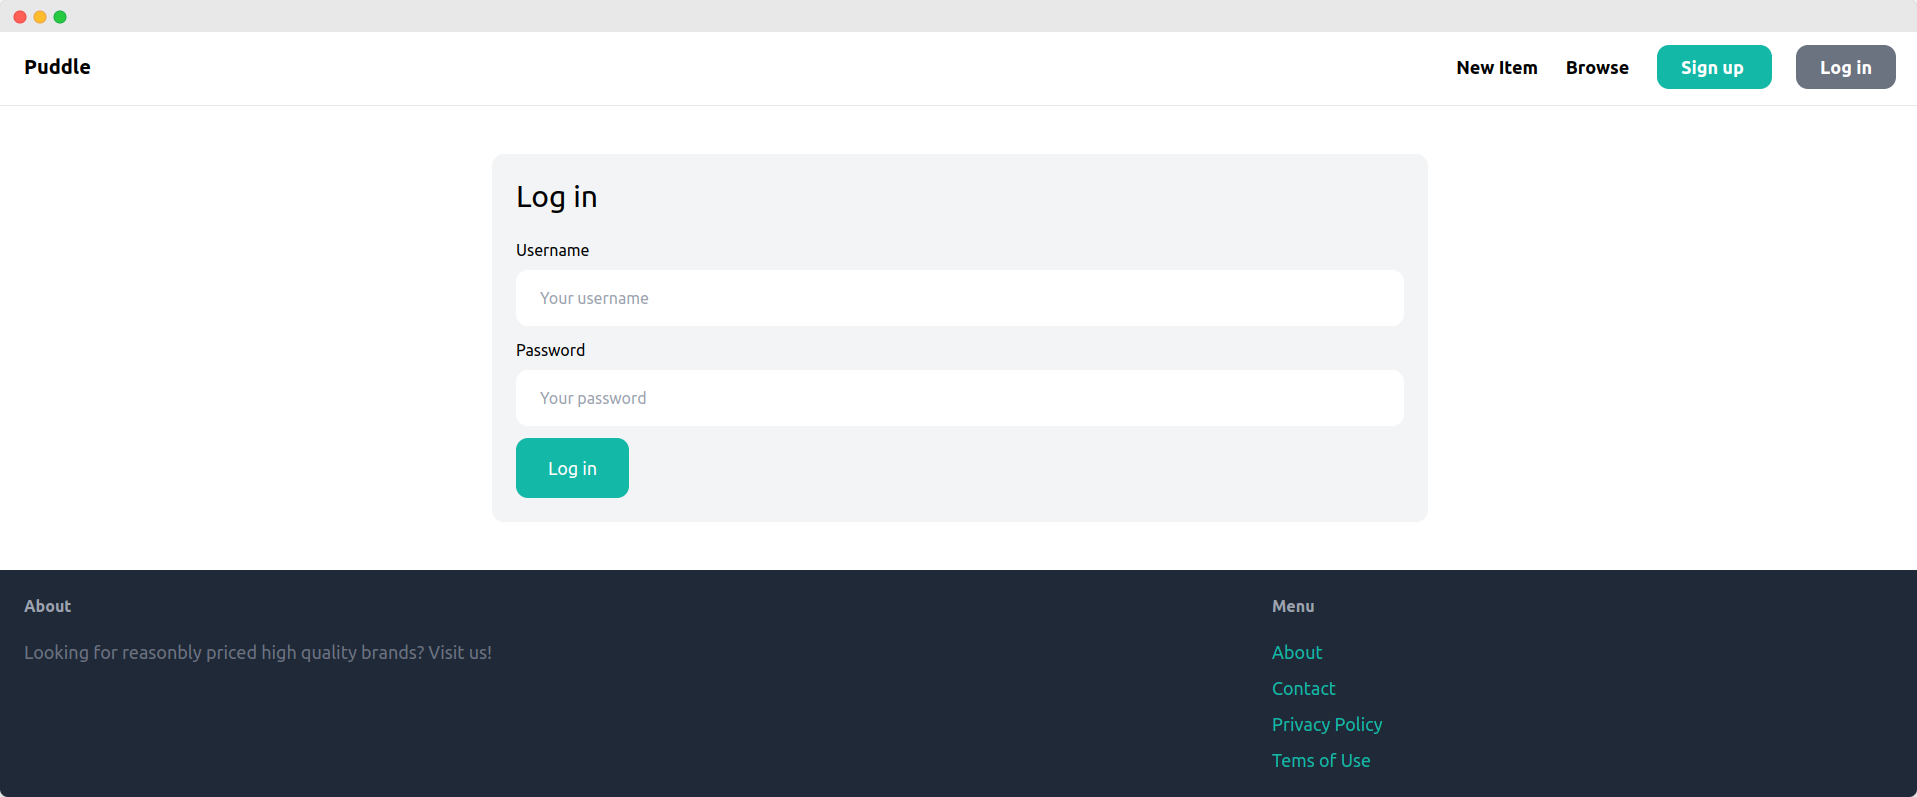 Puddle
New Item Browse Sign up Log in
Log in
Username
Your username
Password
Your password
Log in
About
Looking for reasonbly priced high quality brands? Visit us!
Menu
About
Contact
Privacy Policy
Tems of Use